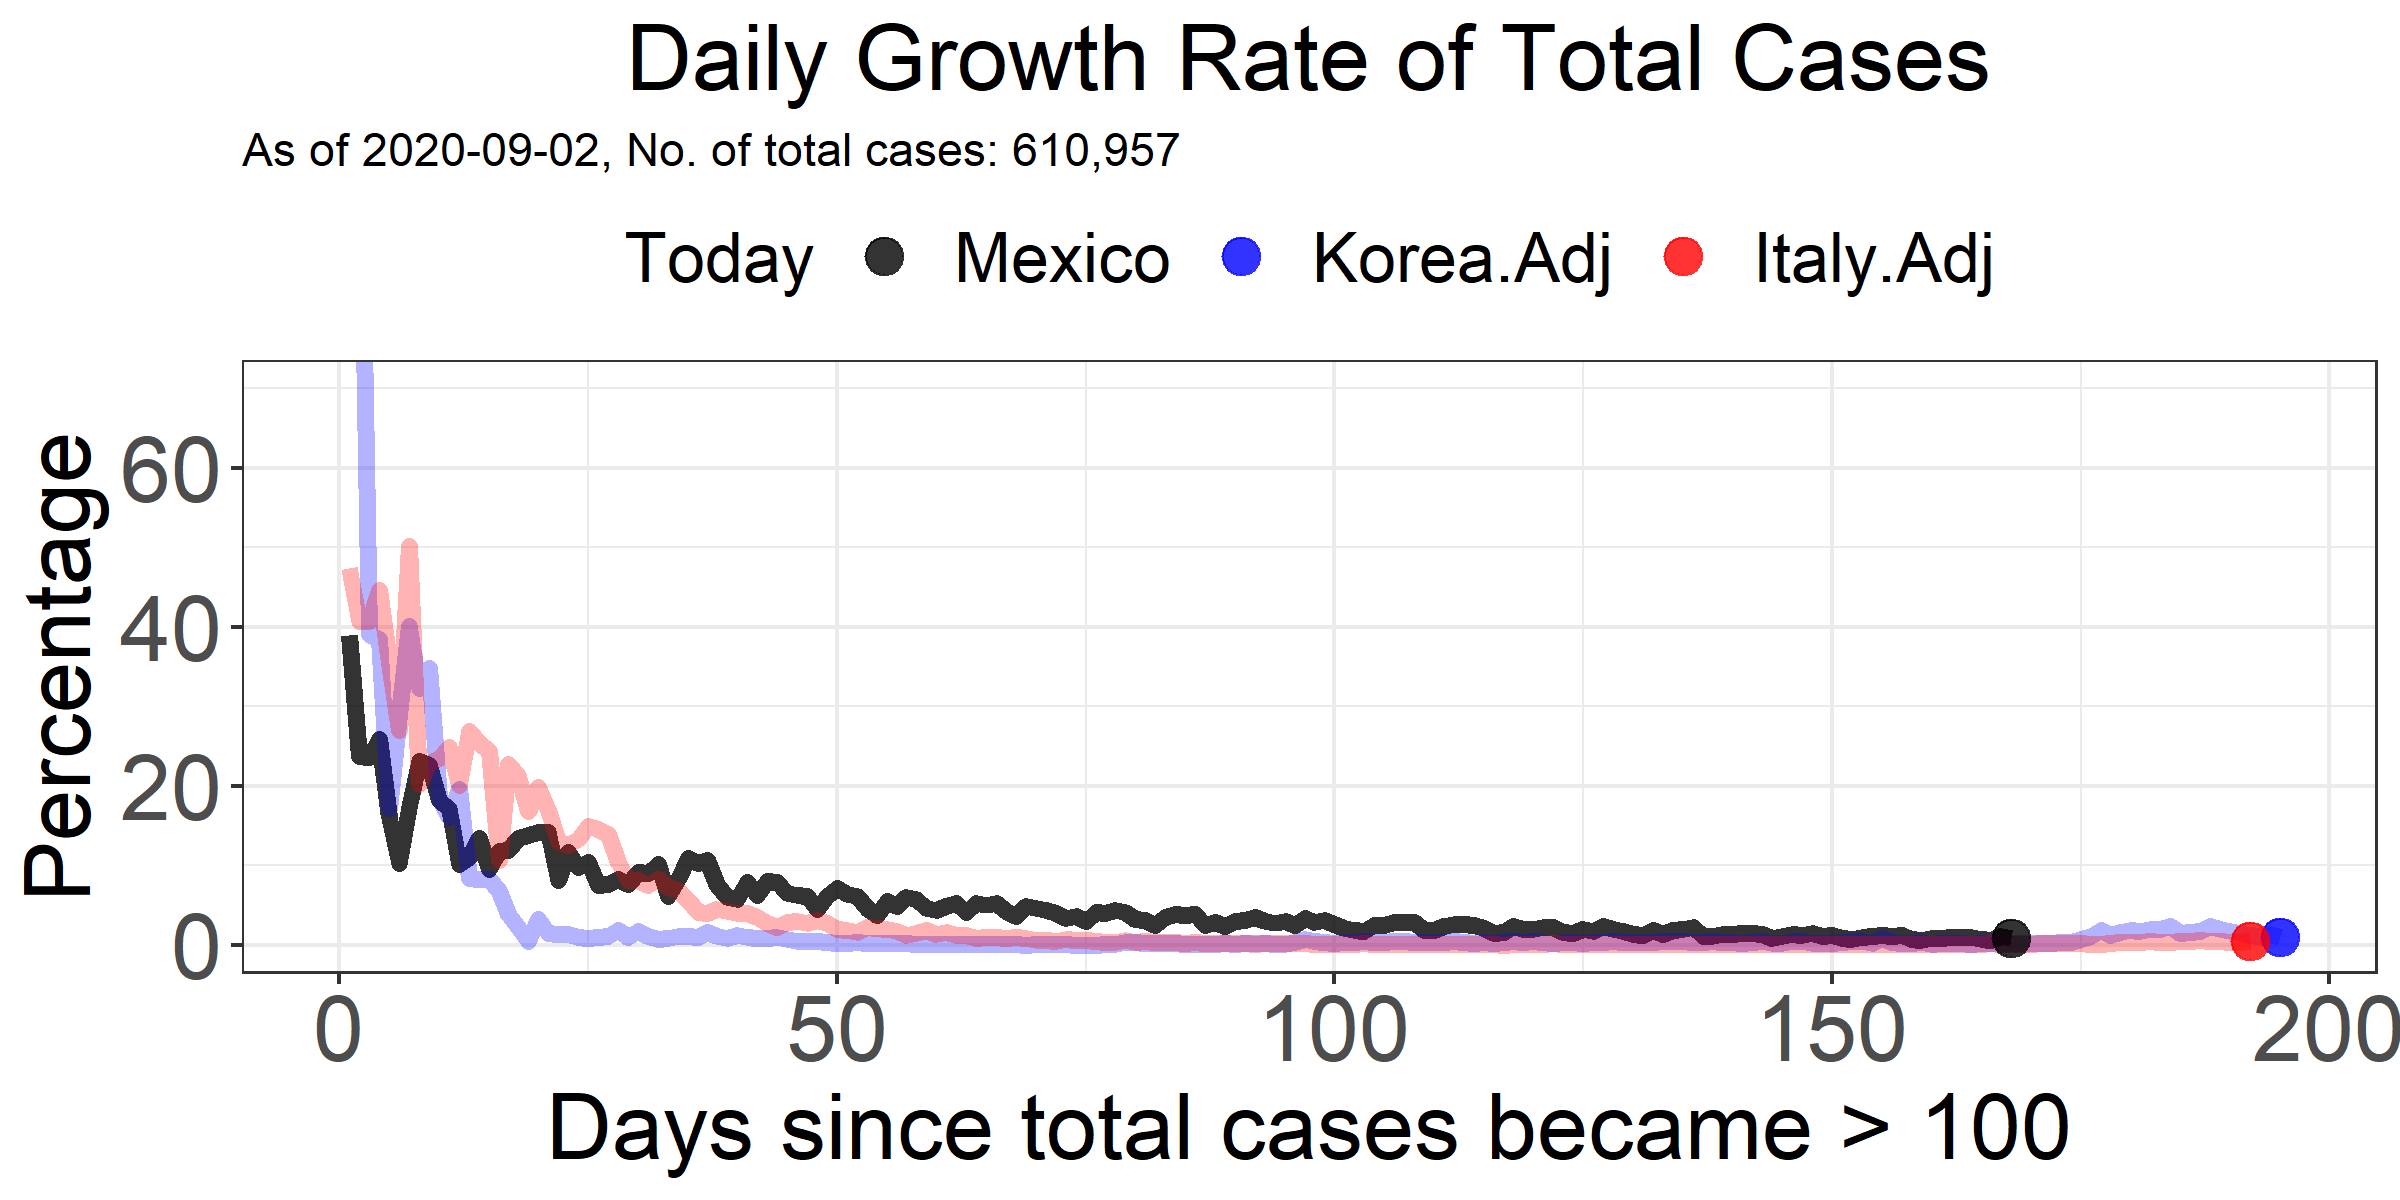 Daily Growth Rate of Total Cases
As of 2020-09-02, No. of total cases: 610,957
Today Mexico Korea.Adj Italy.Adj
Percentage
60
40
20
0
0 50 100 150 200
Days since total cases became > 100